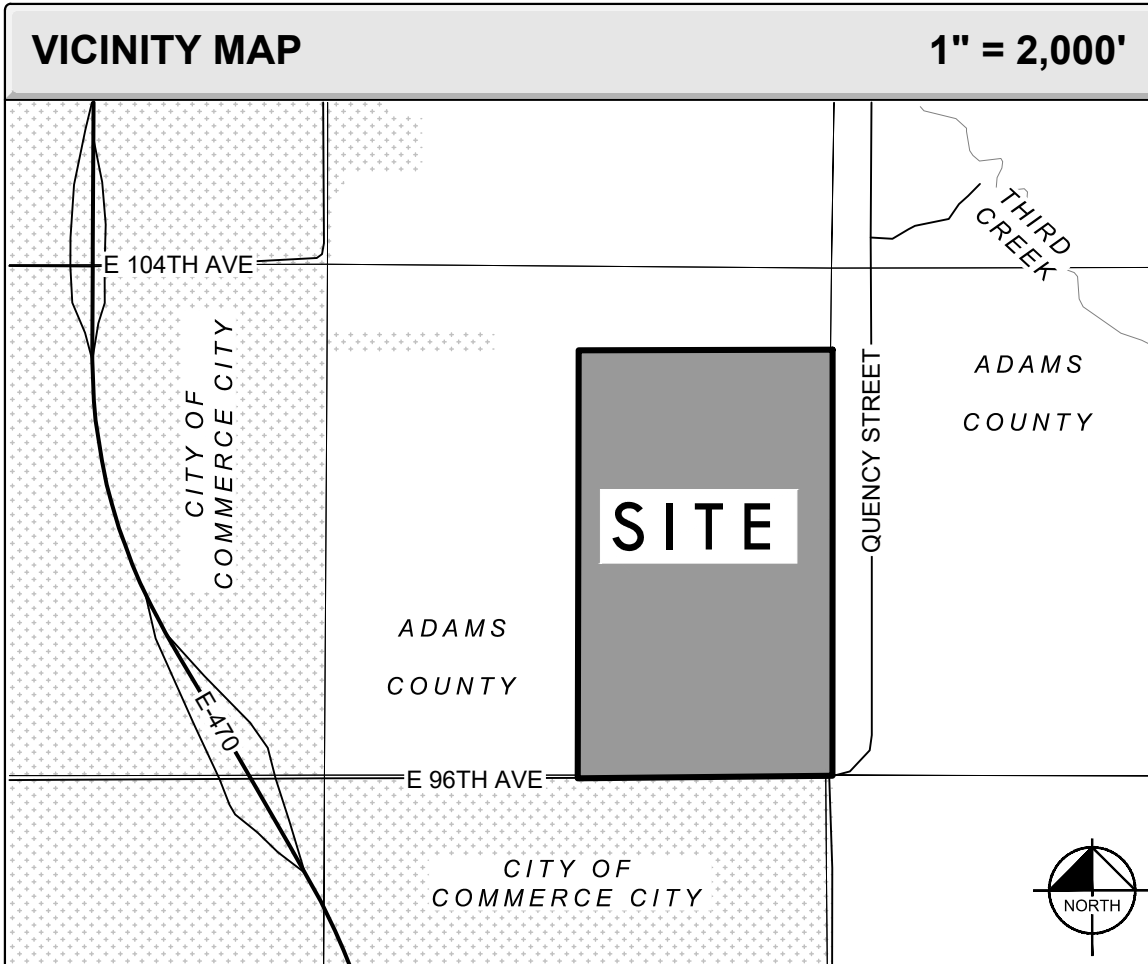 VICINITY MAP
1" = 2,000'
THIRD
CREEK
E 104TH AVE
CITY OF
COMMERCE CITY
ADAMS
COUNTY
QUENCY STREET
SITE
ADAMS
COUNTY
E-470
E 96TH AVE
CITY OF
COMMERCE CITY
NORTH